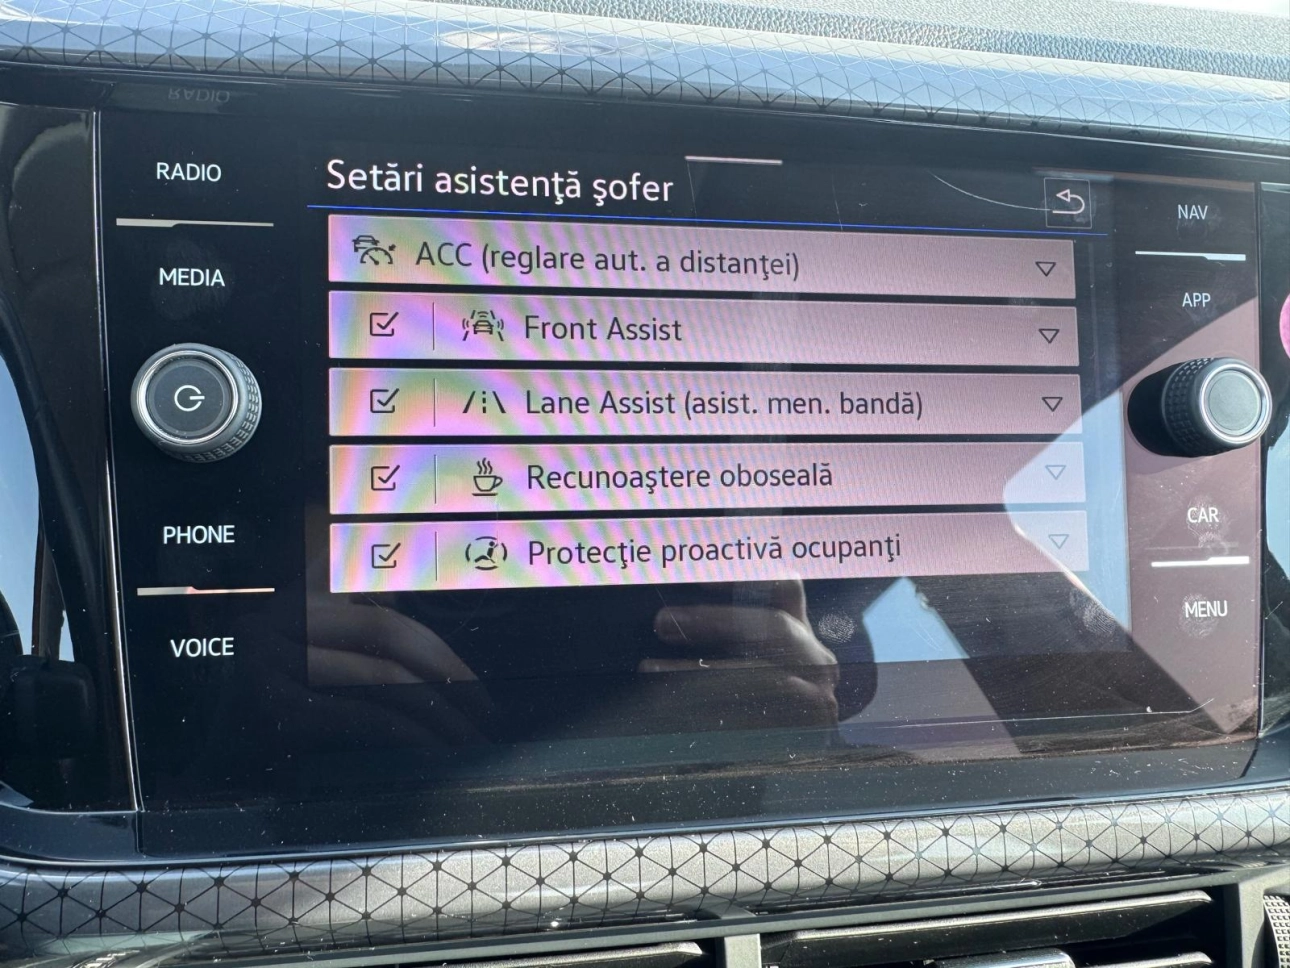 RADIO
MEDIA
PHONE
VOICE
Setări asistenţă şofer
ACC (reglare aut. a distanţei)
Front Assist
Lane Assist (asist. men. bandă)
Recunoaştere oboseală
Protecţie proactivă ocupanţi
NAV
APP
CAR
MENU